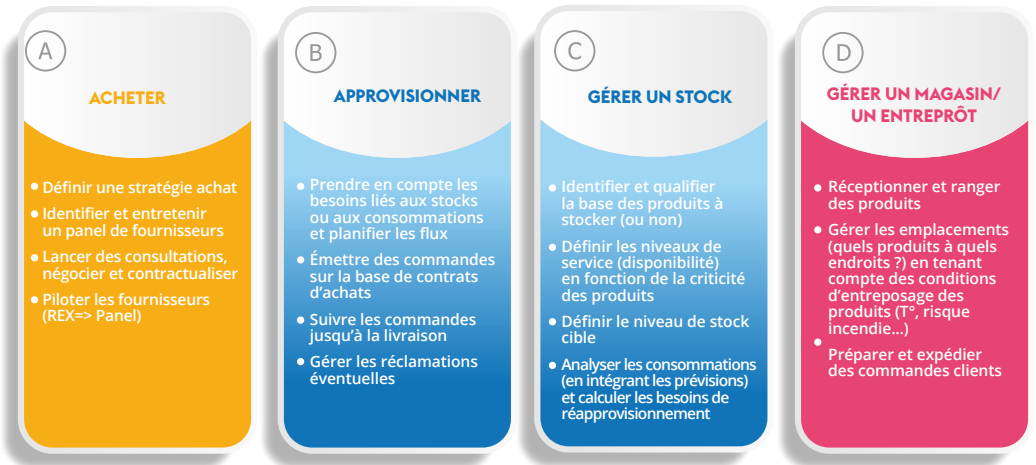 A
ACHETER
Définir une stratégie achat
Identifier et entretenir
un panel de fournisseurs
Lancer des consultations,
négocier et contractualiser
Piloter les fournisseurs
(REX=> Panel)
B
APPROVISIONNER
Prendre en compte les
besoins liés aux stocks
ou aux consommations
et planifier les flux
Émettre des commandes
sur la base de contrats
d’achats
Suivre les commandes
jusqu’à la livraison
Gérer les réclamations
éventuelles
C
GÉRER UN STOCK
Identifier et qualifier
la base des produits à
stocker (ou non)
Définir les niveaux de
service (disponibilité)
en fonction de la criticité
des produits
Définir le niveau de stock
cible
Analyser les consommations
(en intégrant les prévisions)
et calculer les besoins de
réapprovisionnement
D
GÉRER UN MAGASIN/
UN ENTREPRÔT
Réceptionner et ranger
des produits
Gérer les emplacements
(quels produits à quels
endroits ?) en tenant
compte des conditions
d’entreposage des
produits (T°, risque
incendie...)
Préparer et expédier
des commandes clients